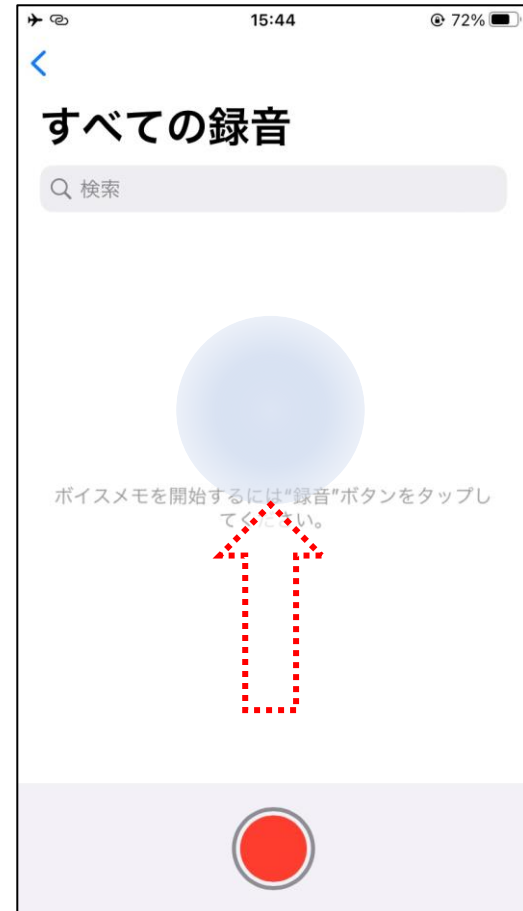 15:44
72%
すべての録音
検索
ボイスメモを開始するには"録音"ボタンをタップし
てください。